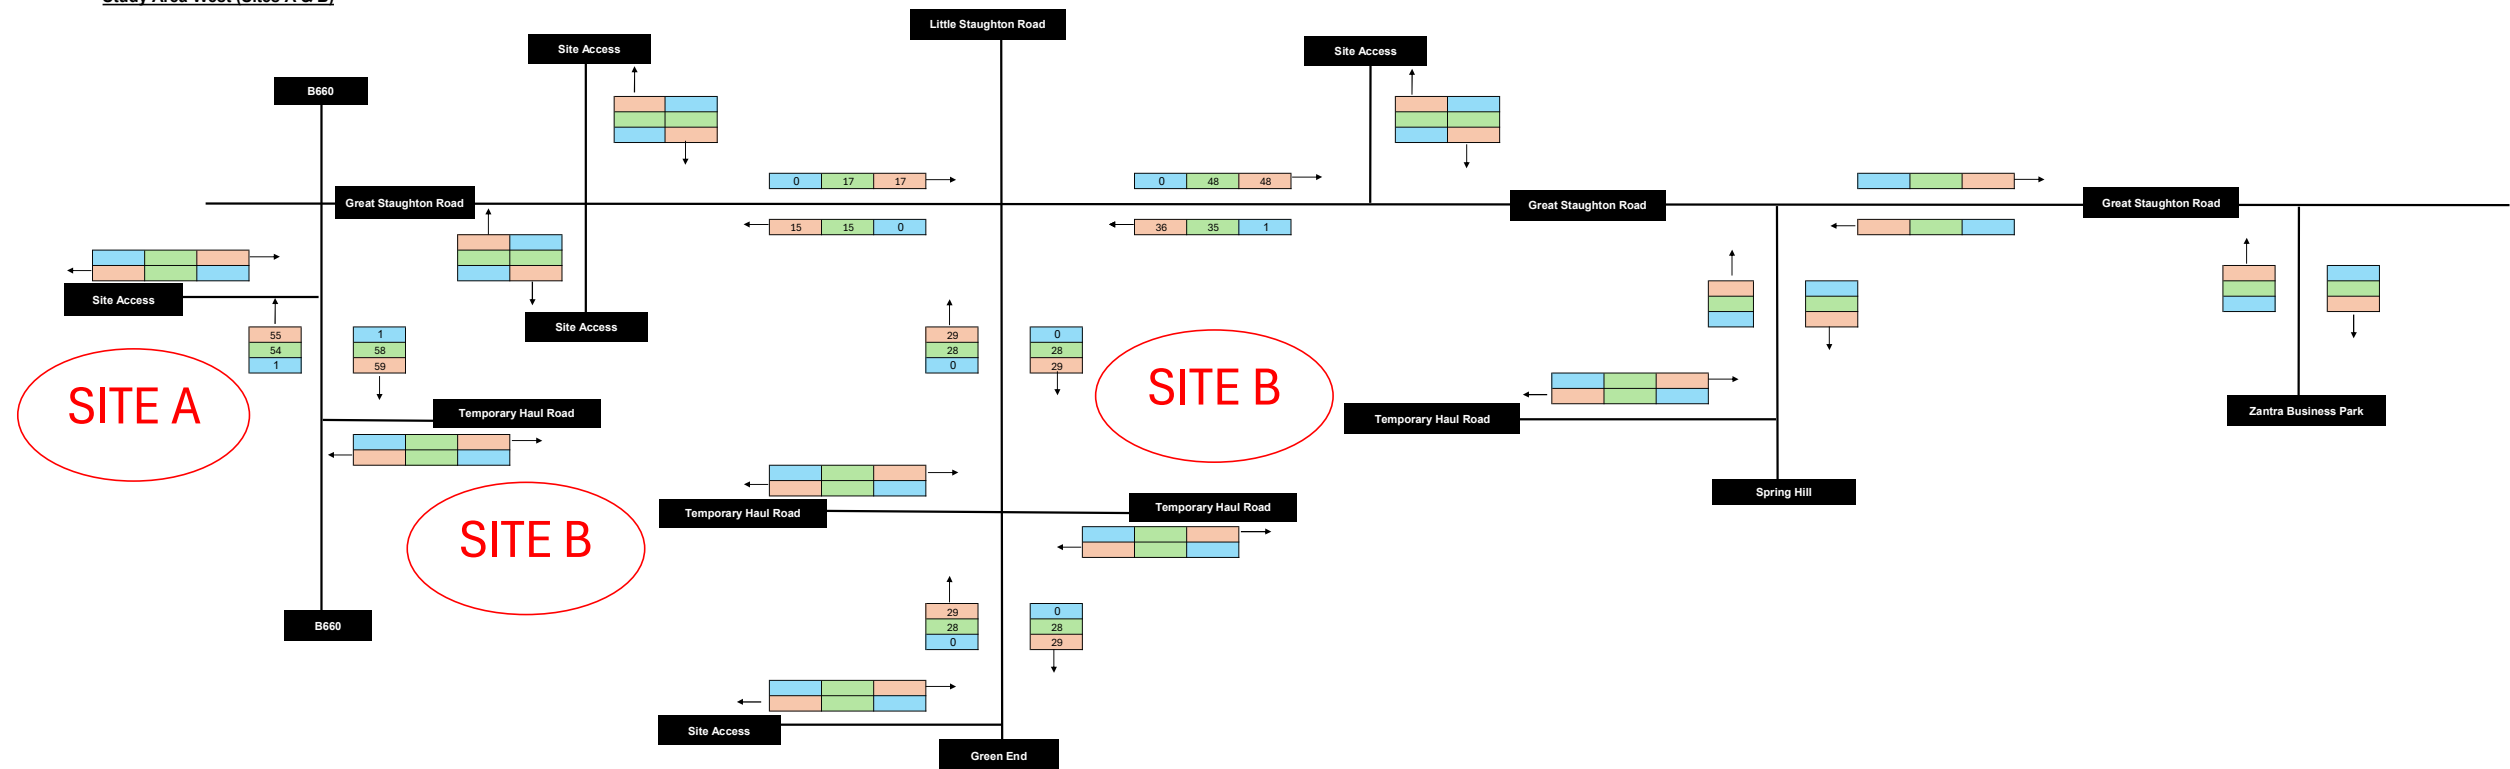 Study Area West (Sites A & B)
Little Staughton Road
Site Access
Site Access
B660
0 17 17
0 48 48
Great Staughton Road
Great Staughton Road
Great Staughton Road
15 15 0
36 35 1
Site Access
Site Access
55
54
1
1
58
59
29
28
0
0
28
29
SITE A
SITE B
Temporary Haul Road
Temporary Haul Road
Zantra Business Park
SITE B
Temporary Haul Road
Temporary Haul Road
Spring Hill
B660
29
28
0
0
28
29
Site Access
Green End